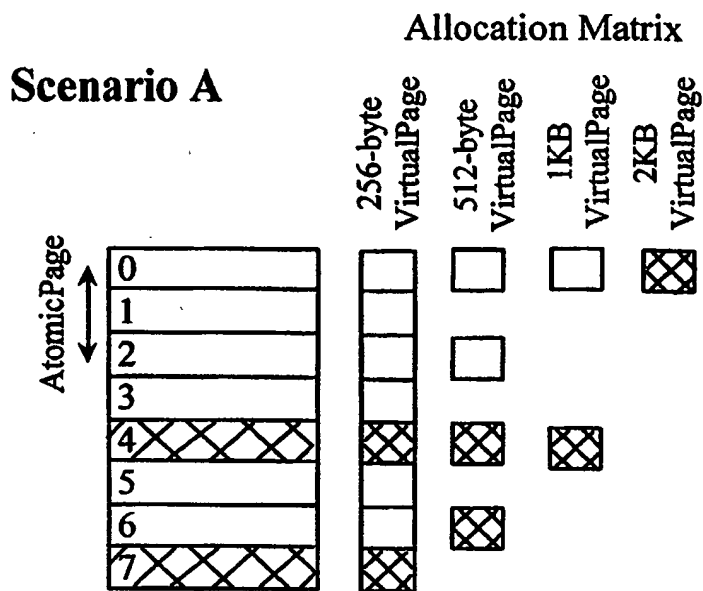 Allocation Matrix
Scenario A
256-byte
VirtualPage
512-byte
VirtualPage
1KB
VirtualPage
2KB
VirtualPage
AtomicPage
0
1
2
3
4
5
6
7